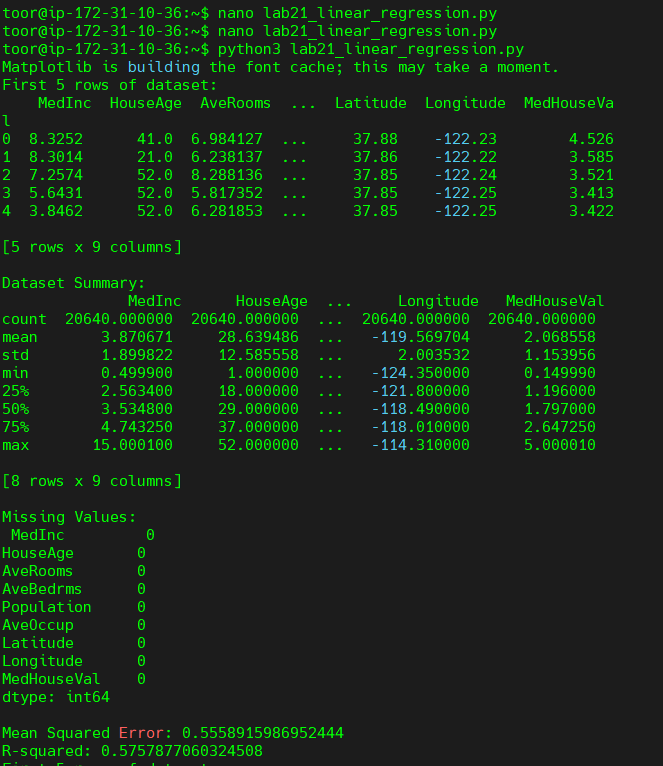 toor@ip-172-31-10-36:~$ nano lab21_linear_regression.py
toor@ip-172-31-10-36:~$ nano lab21_linear_regression.py
toor@ip-172-31-10-36:~$ python3 lab21_linear_regression.py
Matplotlib is building the font cache; this may take a moment.
First 5 rows of dataset:
    MedInc  HouseAge  AveRooms  ...  Latitude  Longitude  MedHouseVa
l
0  8.3252      41.0  6.984127  ...     37.88    -122.23        4.526
1  8.3014      21.0  6.238137  ...     37.86    -122.22        3.585
2  7.2574      52.0  8.288136  ...     37.85    -122.24        3.521
3  5.6431      52.0  5.817352  ...     37.85    -122.25        3.413
4  3.8462      52.0  6.281853  ...     37.85    -122.25        3.422
[5 rows x 9 columns]
Dataset Summary:
              MedInc      HouseAge  ...     Longitude   MedHouseVal
count  20640.000000  20640.000000  ...  20640.000000  20640.000000
mean       3.870671     28.639486  ...   -119.569704      2.068558
std        1.899822     12.585558  ...      2.003532      1.153956
min        0.499900      1.000000  ...   -124.350000      0.149990
25%        2.563400     18.000000  ...   -121.800000      1.196000
50%        3.534800     29.000000  ...   -118.490000      1.797000
75%        4.743250     37.000000  ...   -118.010000      2.647250
max       15.000100     52.000000  ...   -114.310000      5.000010
[8 rows x 9 columns]
Missing Values:
 MedInc         0
HouseAge       0
AveRooms       0
AveBedrms      0
Population     0
AveOccup       0
Latitude       0
Longitude      0
MedHouseVal    0
dtype: int64
Mean Squared Error: 0.5558915986952444
R-squared: 0.5757877060324508